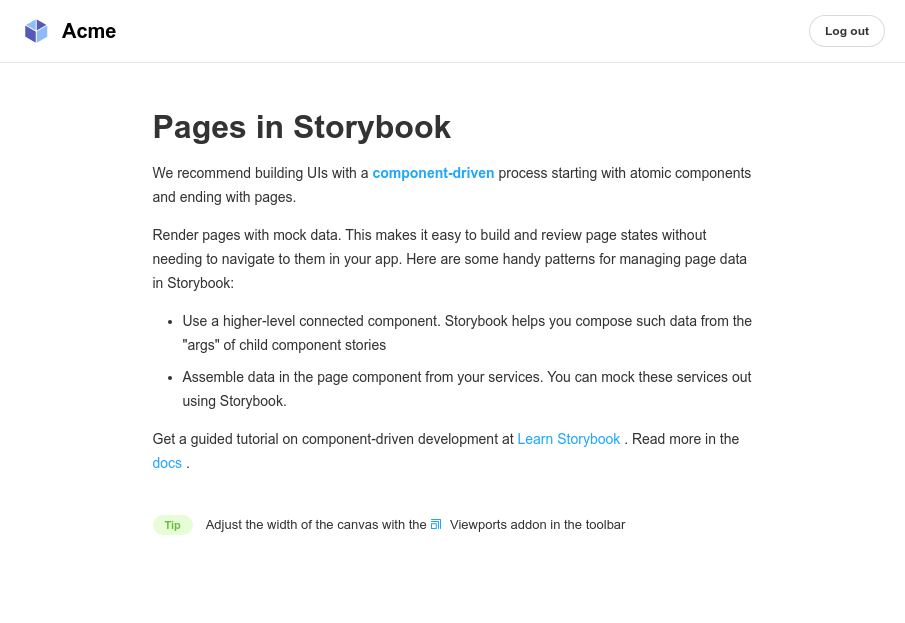 Acme
Log out
Pages in Storybook
We recommend building UIs with a component-driven process starting with atomic components
and ending with pages.
Render pages with mock data. This makes it easy to build and review page states without
needing to navigate to them in your app. Here are some handy patterns for managing page data
in Storybook:
• Use a higher-level connected component. Storybook helps you compose such data from the
"args" of child component stories
• Assemble data in the page component from your services. You can mock these services out
using Storybook.
Get a guided tutorial on component-driven development at Learn Storybook . Read more in the
docs .
Tip Adjust the width of the canvas with the Viewports addon in the toolbar